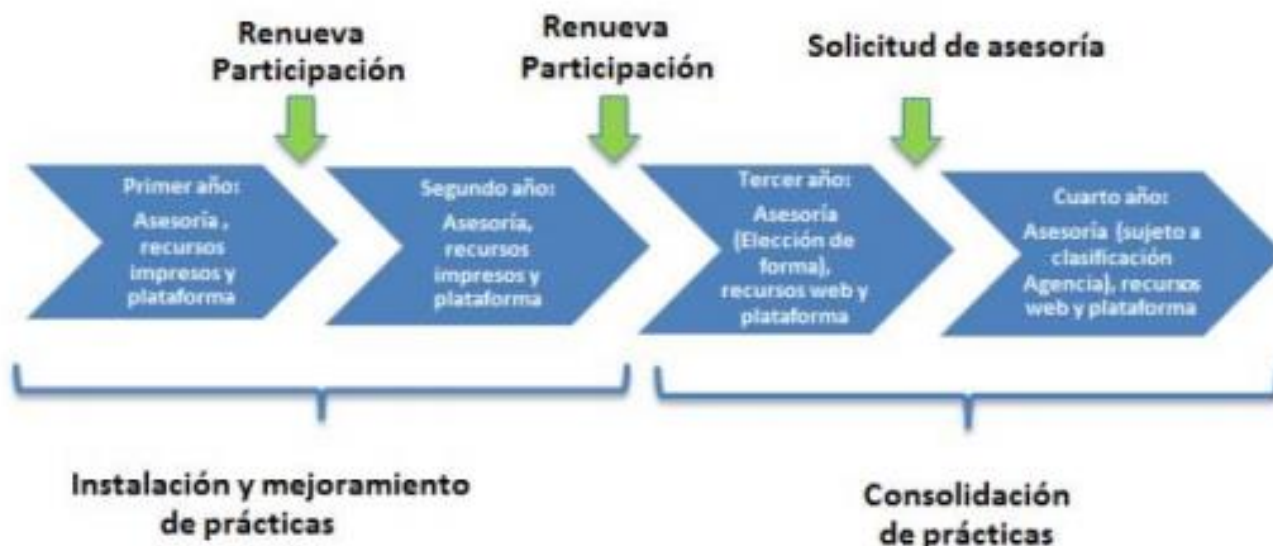 Renueva
Participación
Renueva
Participación
Solicitud de asesoría
Primer año:
Asesoría ,
recursos
impresos y
plataforma
Segundo año:
Asesoría,
recursos
impresos y
plataforma
Tercer año:
Asesoría
(Elección de
forma),
recursos web y
plataforma
Cuarto año:
Asesoría (sujeto a
clasificación
Agencia), recursos
web y plataforma
Instalación y mejoramiento
de prácticas
Consolidación
de prácticas